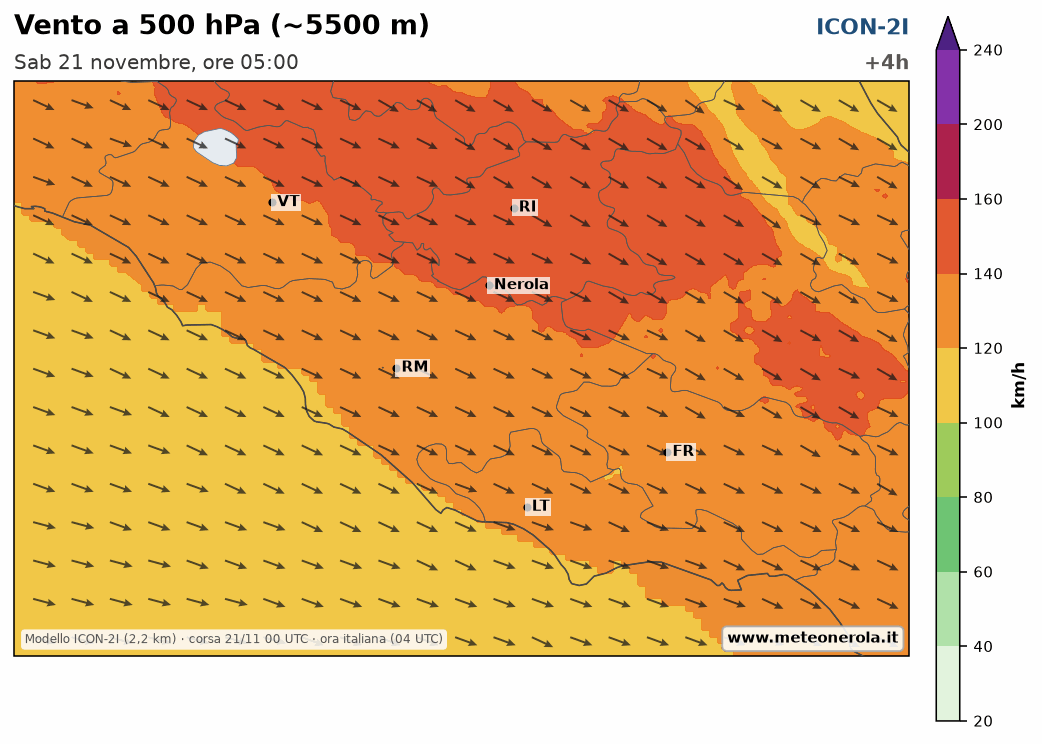 Vento a 500 hPa (~5500 m)
ICON-2I
Sab 21 novembre, ore 05:00
+4h
VT
RI
Nerola
RM
FR
LT
Modello ICON-2I (2,2 km) · corsa 21/11 00 UTC · ora italiana (04 UTC)
www.meteonerola.it
240
200
160
140
120
100
80
60
40
20
km/h